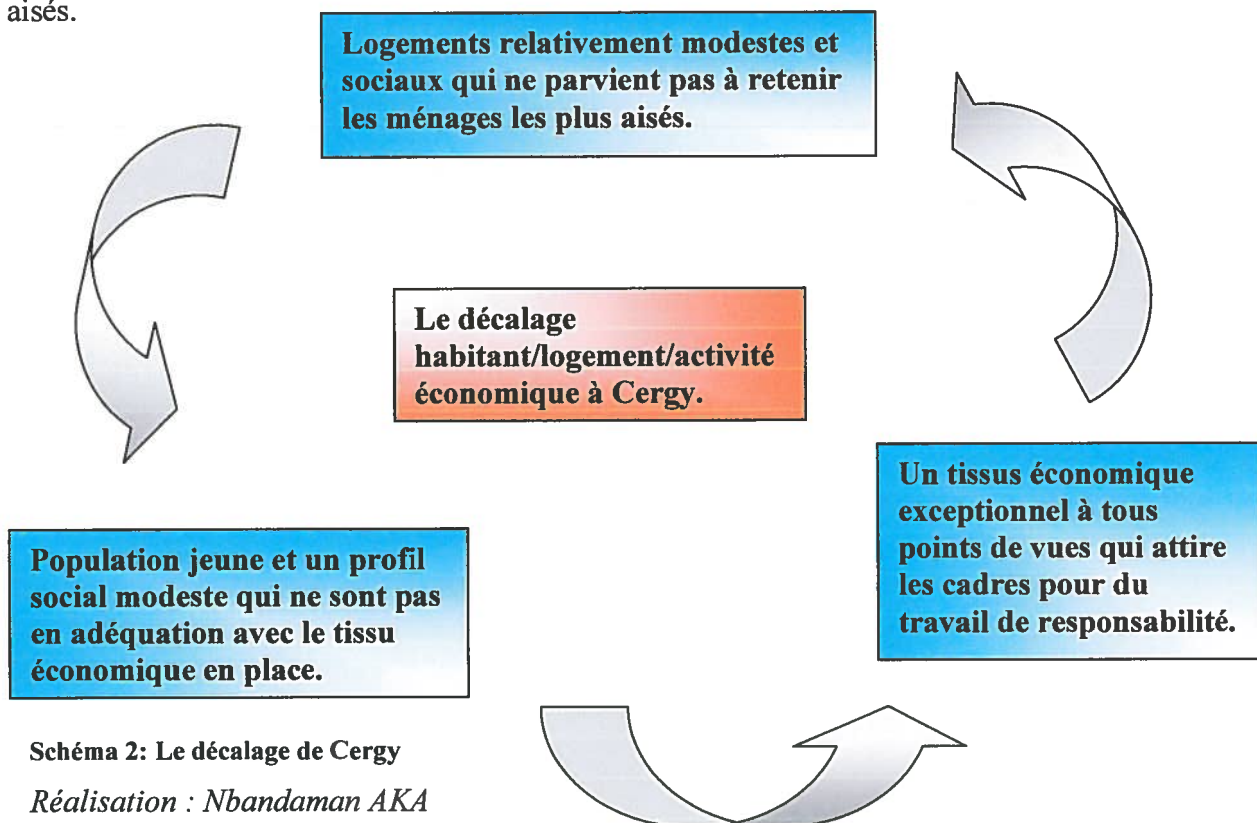 aisés.
Logements relativement modestes et
sociaux qui ne parvient pas à retenir
les ménages les plus aisés.
Le décalage
habitant/logement/activité
économique à Cergy.
Un tissus économique
exceptionnel à tous
points de vues qui attire
les cadres pour du
travail de responsabilité.
Population jeune et un profil
social modeste qui ne sont pas
en adéquation avec le tissu
économique en place.
Schéma 2: Le décalage de Cergy
Réalisation : Nbandaman AKA